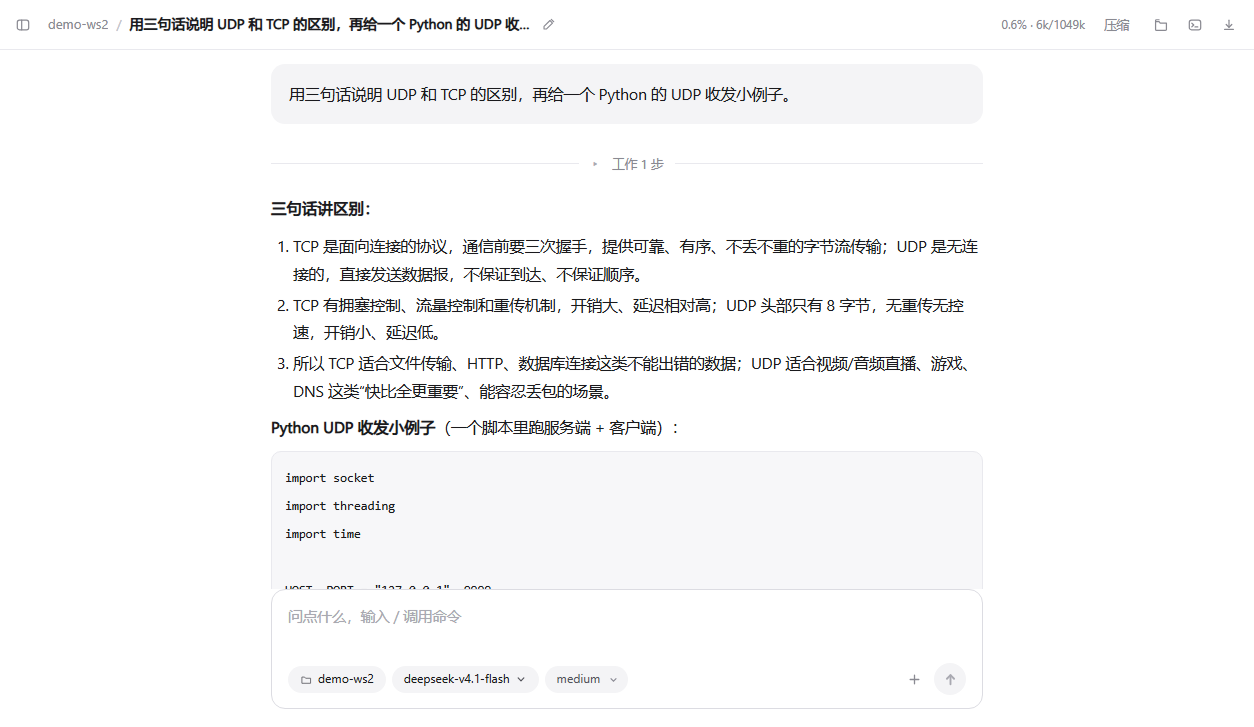 demo-ws2 / 用三句话说明 UDP 和 TCP 的区别，再给一个 Python 的 UDP 收... 0.6% · 6k/1049k 压缩
用三句话说明 UDP 和 TCP 的区别，再给一个 Python 的 UDP 收发小例子。
工作 1 步
三句话讲区别：
1. TCP 是面向连接的协议，通信前要三次握手，提供可靠、有序、不丢不重的字节流传输；UDP 是无连
接的，直接发送数据报，不保证到达、不保证顺序。
2. TCP 有拥塞控制、流量控制和重传机制，开销大、延迟相对高；UDP 头部只有 8 字节，无重传无控
速，开销小、延迟低。
3. 所以 TCP 适合文件传输、HTTP、数据库连接这类不能出错的数据；UDP 适合视频/音频直播、游戏、
DNS 这类“快比全更重要”、能容忍丢包的场景。
Python UDP 收发小例子（一个脚本里跑服务端 + 客户端）：
import socket
import threading
import time
HOST, PORT = "127.0.0.1", 9999
问点什么，输入 / 调用命令
demo-ws2 deepseek-v4.1-flash medium